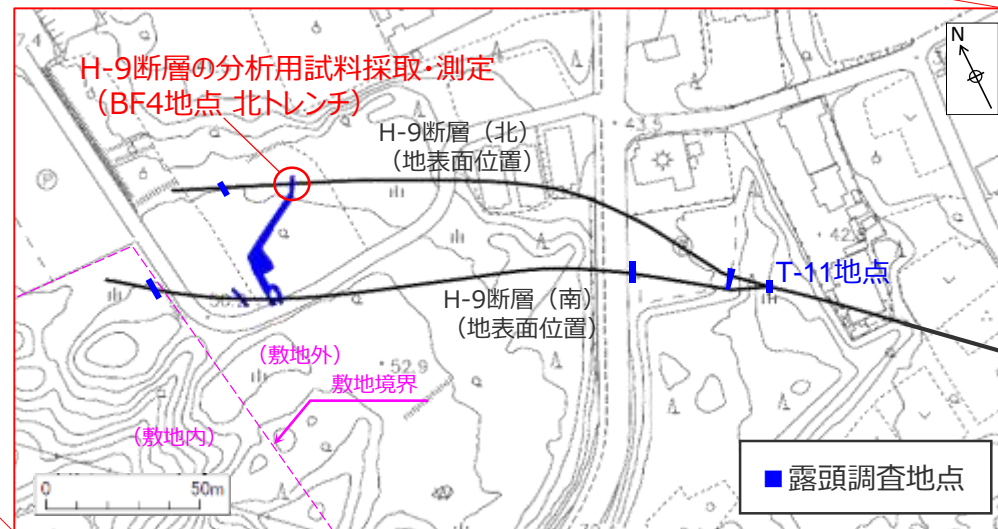 N
H-9断層の分析用試料採取・測定
（BF4地点 北トレンチ）
H-9断層（北）
（地表面位置）
43.5
T-11地点
H-9断層（南）
（地表面位置）
（敷地外）
敷地境界
52.9
（敷地内）
0
50m
■露頭調査地点